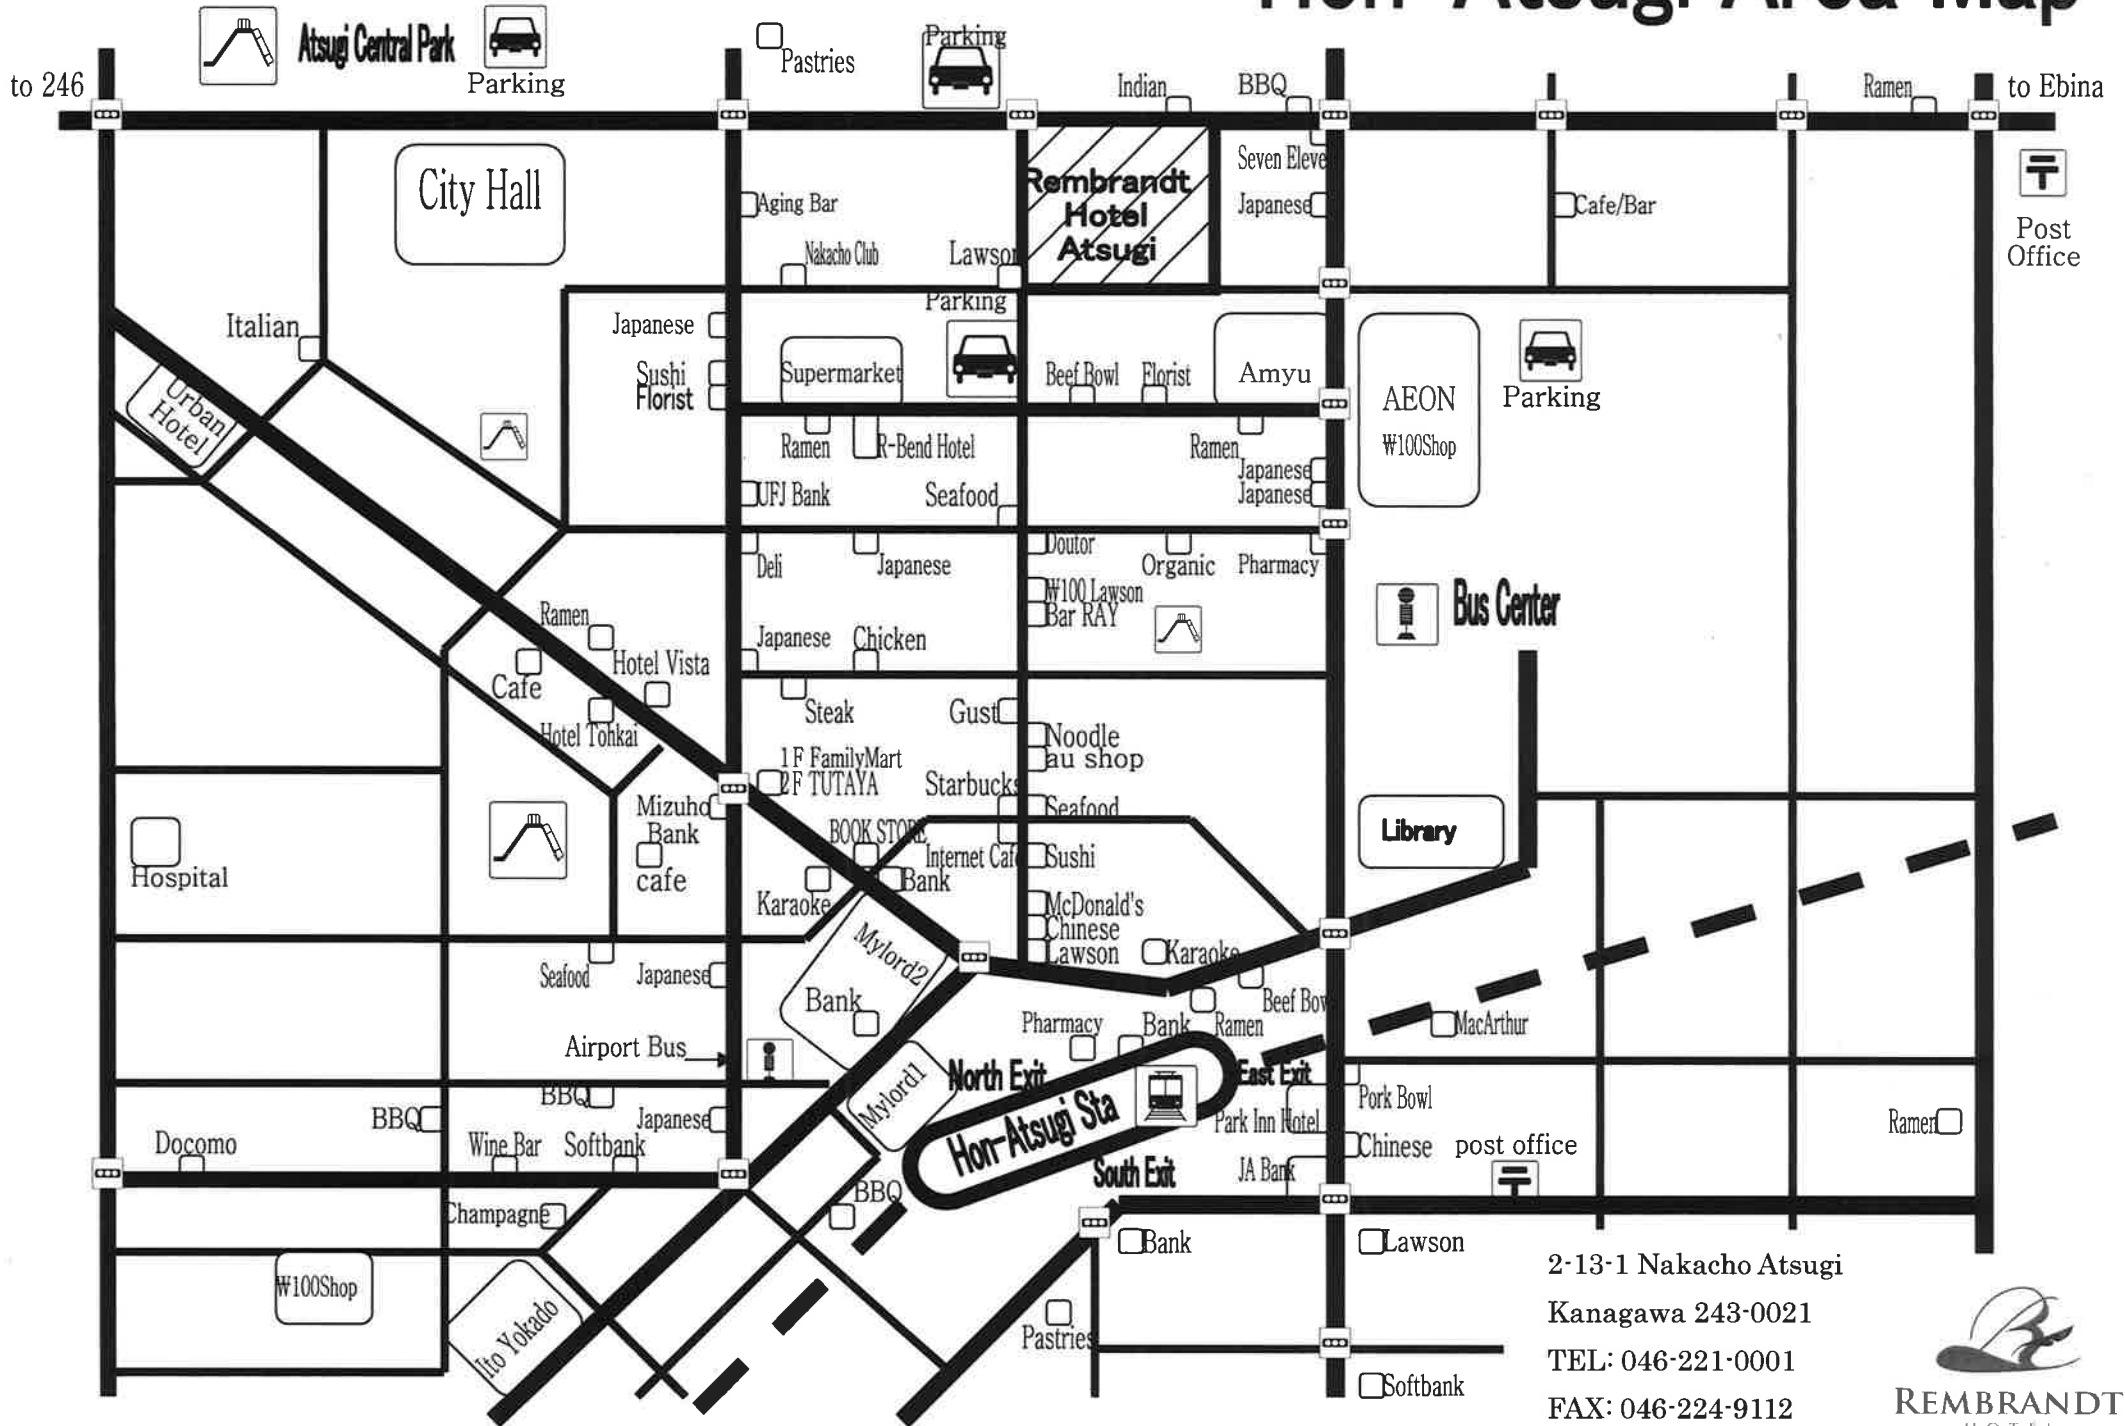 Hon-Atsugi Area Map
Atsugi Central Park
Parking
Pastries
Parking
Indian
BBQ
Ramen
to 246
to Ebina
City Hall
Aging Bar
Nakacho Club
Lawson
Rembrandt
Hotel
Atsugi
Seven Eleve
Japanese
Cafe/Bar
Post
Office
Italian
Japanese
Sushi
Florist
Supermarket
Parking
Beef Bowl
Florist
Amyu
AEON
₩100Shop
Parking
Urban
Hotel
Ramen
R-Bend Hotel
Ramen
Japanese
Japanese
UFJ Bank
Seafood
Deli
Japanese
Doutor
Organic
Pharmacy
₩100 Lawson
Bar RAY
Bus Center
Ramen
Hotel Vista
Cafe
Hotel Tohkai
Japanese
Chicken
Steak
Gust
Noodle
au shop
1F FamilyMart
2F TUTAYA
Starbucks
Seafood
Mizuho
Bank
cafe
BOOK STORE
Internet Cafe
Sushi
Library
Hospital
Karaoke
Bank
McDonald's
Chinese
Lawson
Karaoke
Mylord2
Bank
Seafood
Japanese
Beef Bow
Pharmacy
Bank
Ramen
MacArthur
Airport Bus
Mylord1
North Exit
East Exit
Hon-Atsugi Sta
Park Inn Hotel
Pork Bowl
BBQ
BBQ
Japanese
Chinese
post office
Ramen
Docomo
Wine Bar
Softbank
South Exit
JA Bank
Champagne
BBQ
Bank
Lawson
₩100Shop
Ito Yokado
Pastries
Softbank
2-13-1 Nakacho Atsugi
Kanagawa 243-0021
TEL: 046-221-0001
FAX: 046-224-9112
REMBRANDT